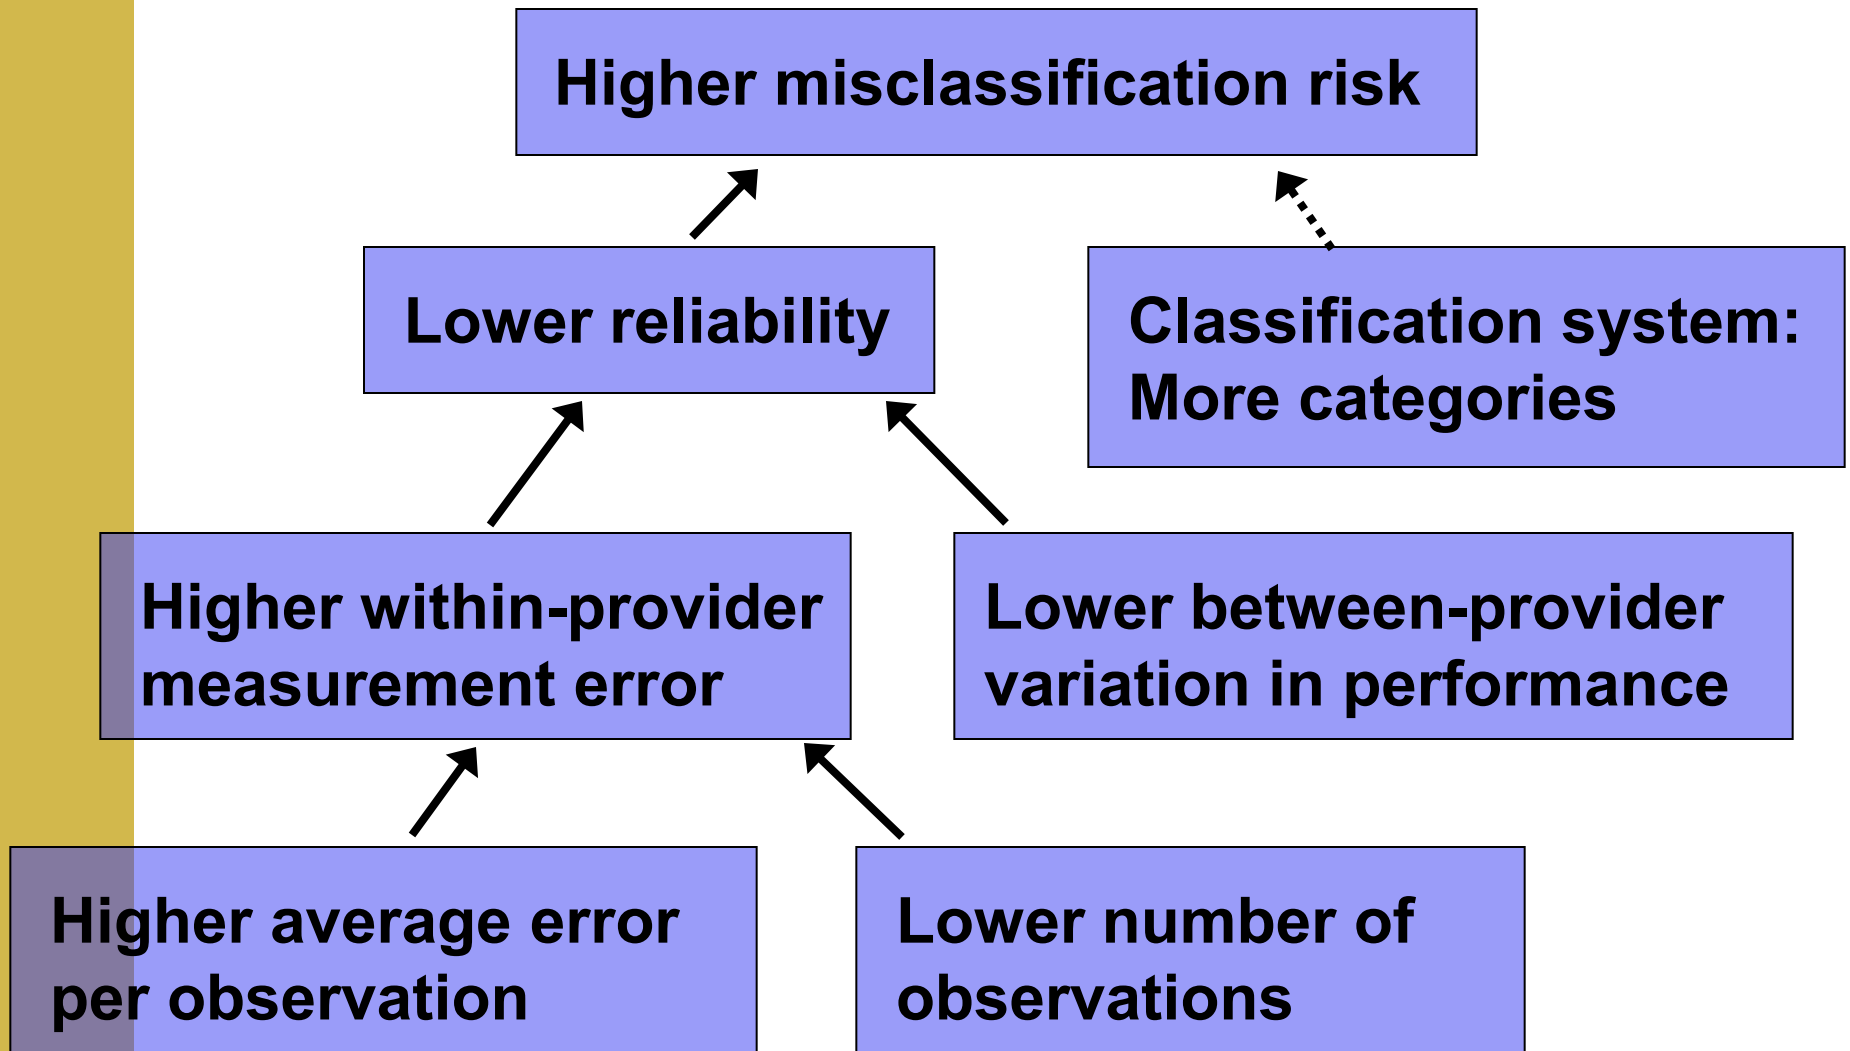 Higher misclassification risk
Lower reliability
Classification system:
More categories
Higher within-provider
measurement error
Lower between-provider
variation in performance
Higher average error
per observation
Lower number of
observations